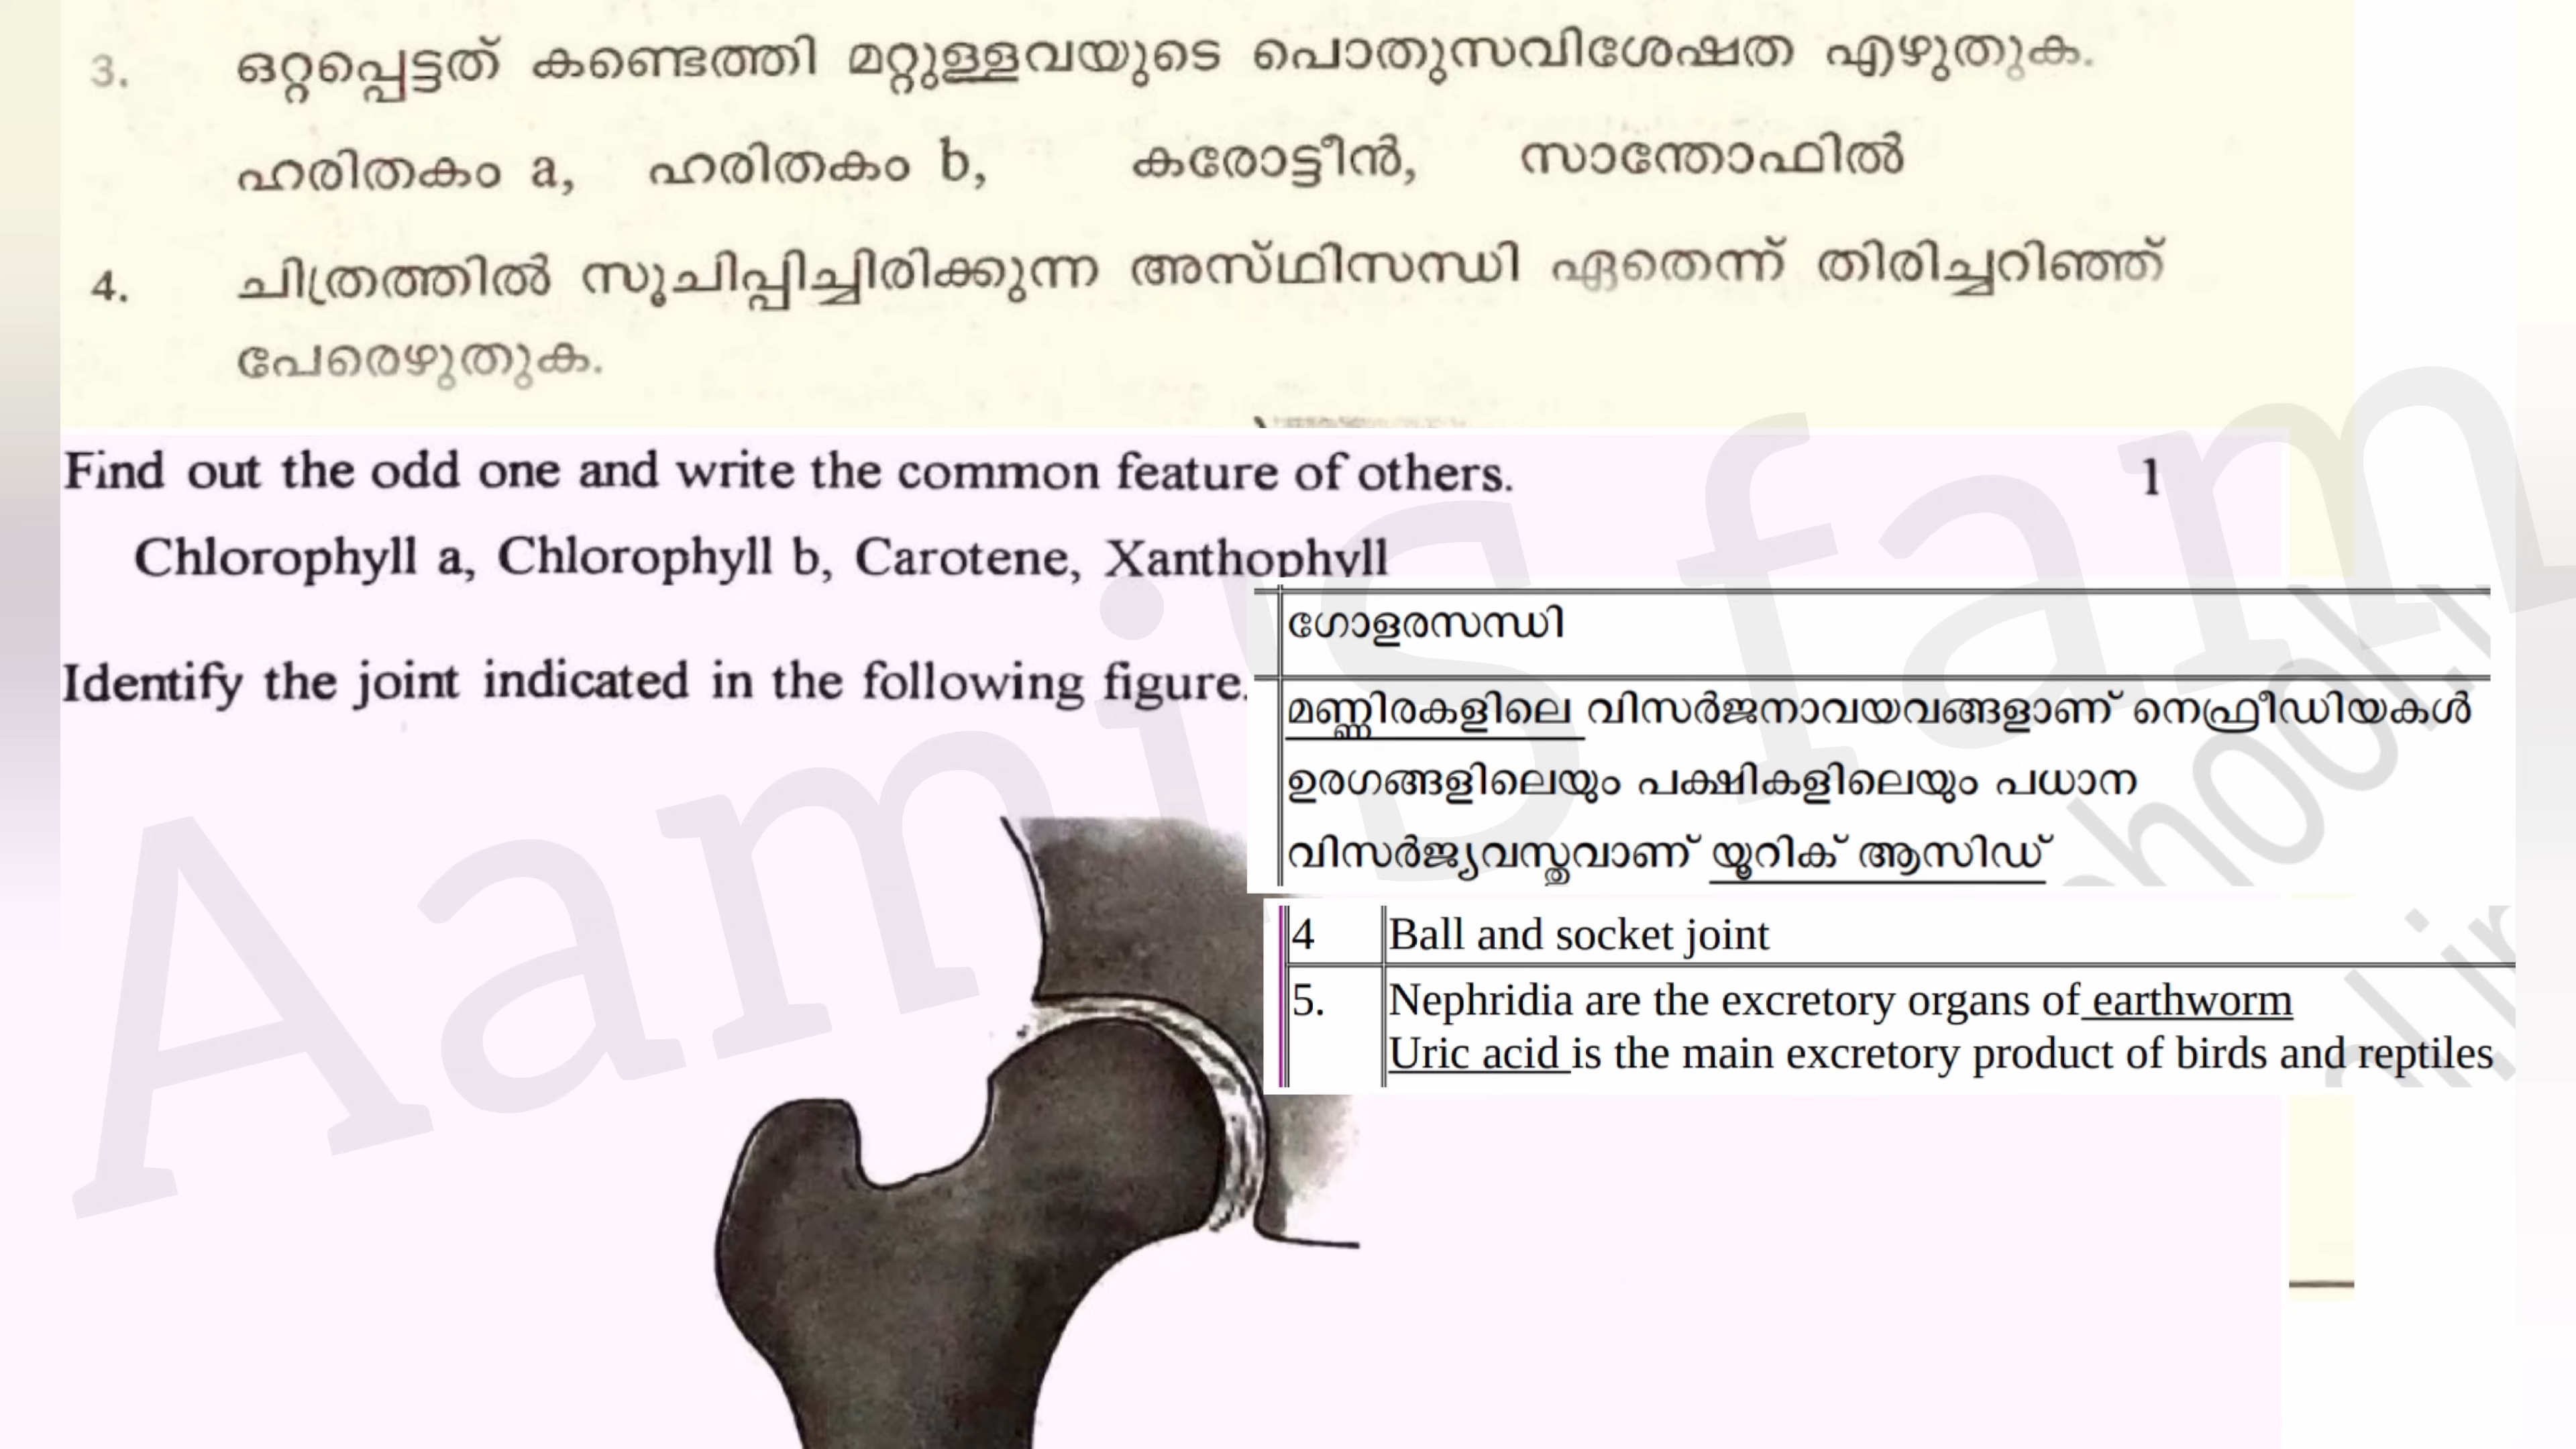 3. ഒറ്റപ്പെട്ടത് കണ്ടെത്തി മറ്റുള്ളവയുടെ പൊതുസവിശേഷത എഴുതുക.
ഹരിതകം a, ഹരിതകം b, കരോട്ടീൻ, സാന്തോഫിൽ
4. ചിത്രത്തിൽ സൂചിപ്പിച്ചിരിക്കുന്ന അസ്ഥിസന്ധി ഏതെന്ന് തിരിച്ചറിഞ്ഞ്
പേരെഴുതുക.
Find out the odd one and write the common feature of others. 1
Chlorophyll a, Chlorophyll b, Carotene, Xanthophyll
Identify the joint indicated in the following figure.
ഗോളരസന്ധി
മണ്ണിരകളിലെ വിസർജനാവയവങ്ങളാണ് നെഫ്രീഡിയകൾ
ഉരഗങ്ങളിലെയും പക്ഷികളിലെയും പധാന
വിസർജ്യവസ്തുവാണ് യൂറിക് ആസിഡ്
4 Ball and socket joint
5. Nephridia are the excretory organs of earthworm
Uric acid is the main excretory product of birds and reptiles
Aami'S fam